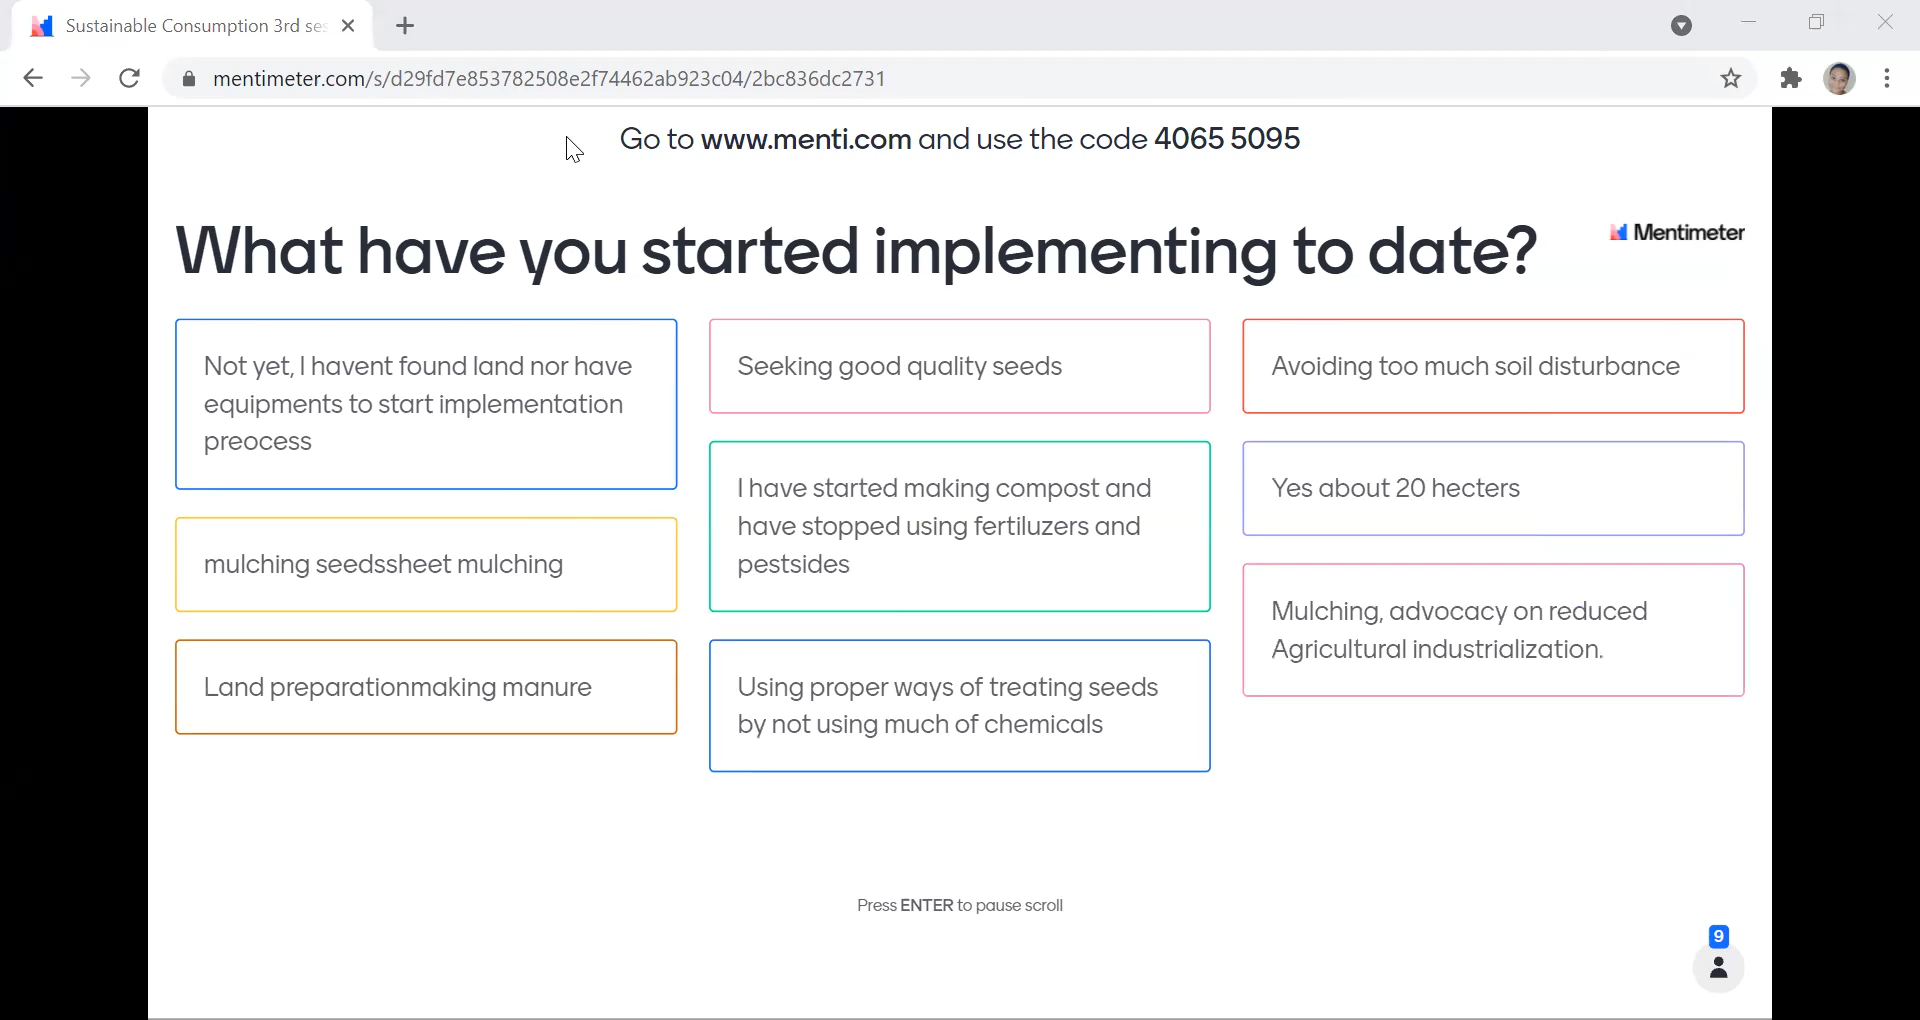 Sustainable Consumption 3rd ses
mentimeter.com/s/d29fd7e853782508e2f74462ab923c04/2bc836dc2731
Go to www.menti.com and use the code 4065 5095
What have you started implementing to date?
Mentimeter
Not yet, I havent found land nor have
equipments to start implementation
preocess
mulching seedssheet mulching
Land preparationmaking manure
Seeking good quality seeds
I have started making compost and
have stopped using fertiluzers and
pestsides
Using proper ways of treating seeds
by not using much of chemicals
Avoiding too much soil disturbance
Yes about 20 hecters
Mulching, advocacy on reduced
Agricultural industrialization.
Press ENTER to pause scroll
9